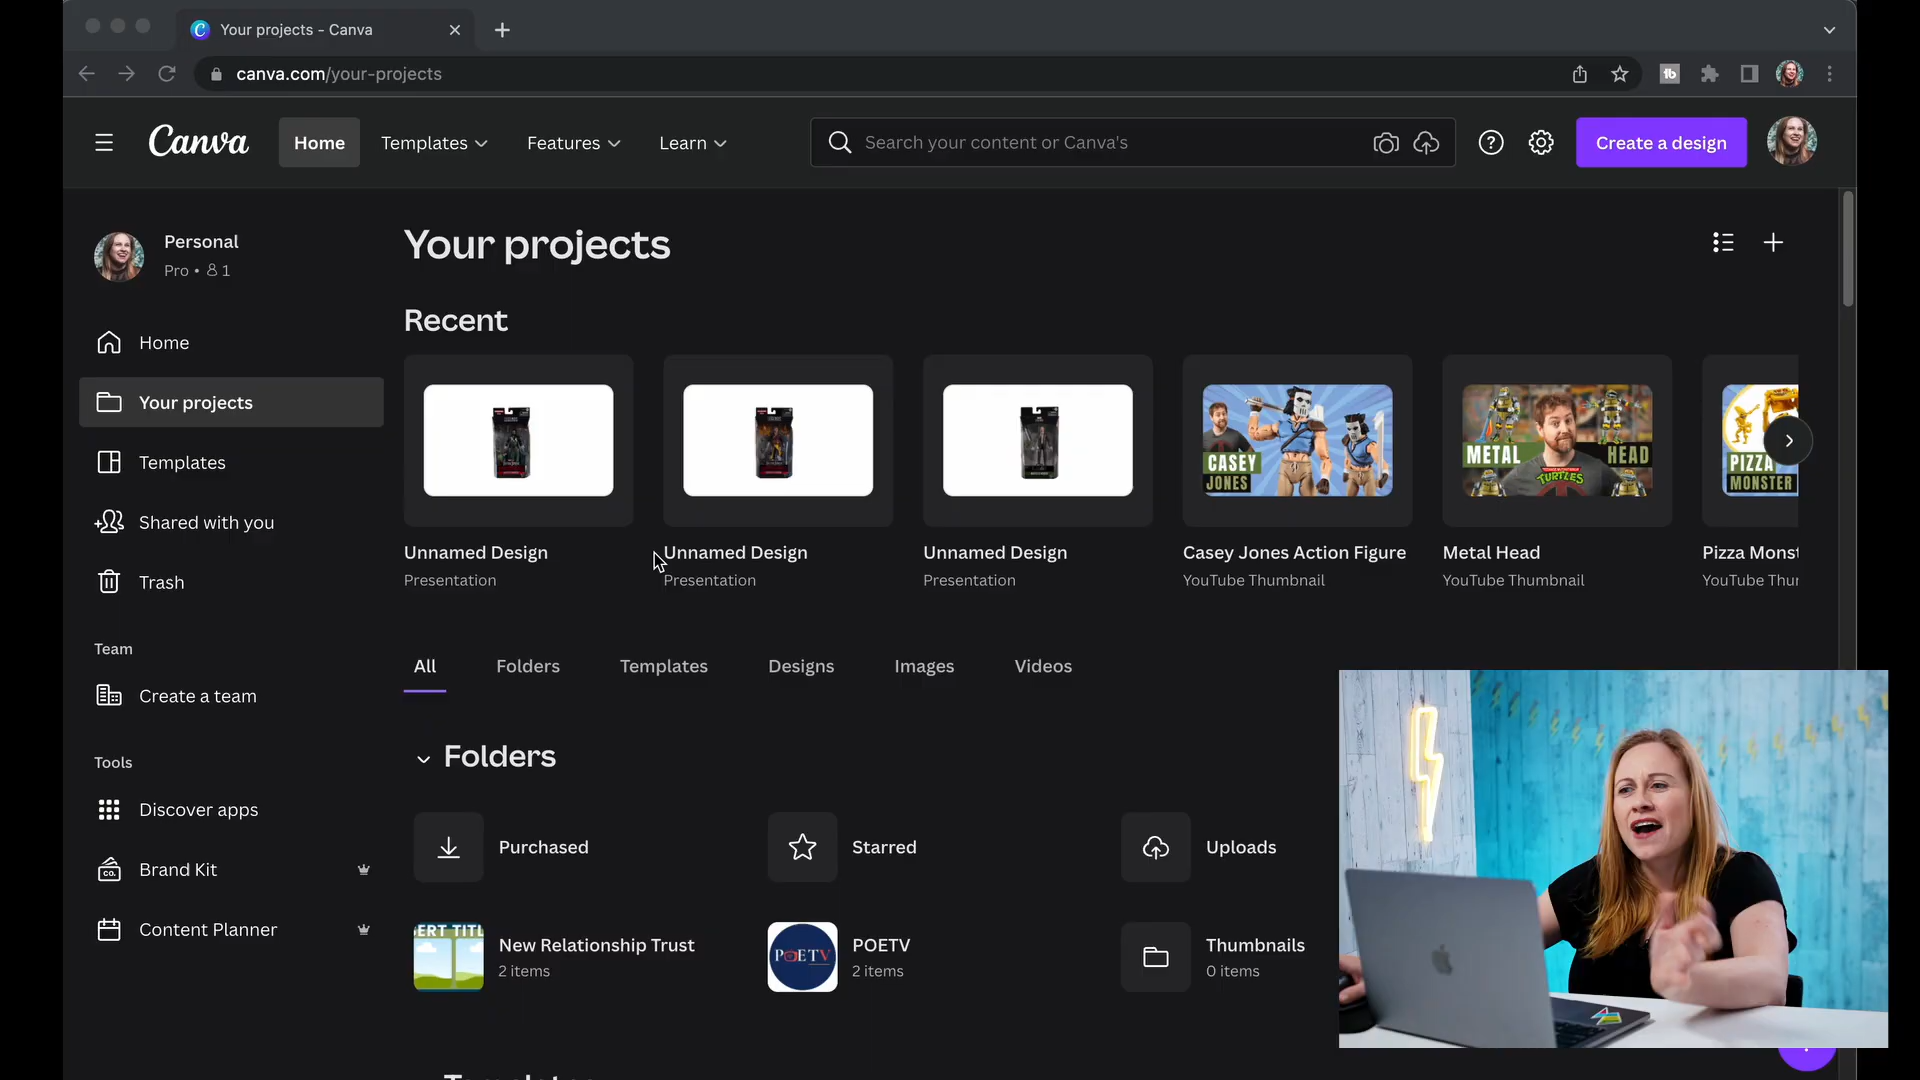 Your projects - Canva
canva.com/your-projects
Canva
Home
Templates
Features
Learn
Search your content or Canva's
Create a design
Personal
Pro • 1
Home
Your projects
Templates
Shared with you
Trash
Team
Create a team
Tools
Discover apps
Brand Kit
Content Planner
Your projects
Recent
CASEY
JONES
METAL HEAD
TURTLES
PIZZA
MONSTER
Unnamed Design
Presentation
Unnamed Design
Presentation
Unnamed Design
Presentation
Casey Jones Action Figure
YouTube Thumbnail
Metal Head
YouTube Thumbnail
Pizza Monst
YouTube Thur
All
Folders
Templates
Designs
Images
Videos
Folders
Purchased
Starred
Uploads
ERT TITL
New Relationship Trust
2 items
POETV
POETV
2 items
Thumbnails
0 items